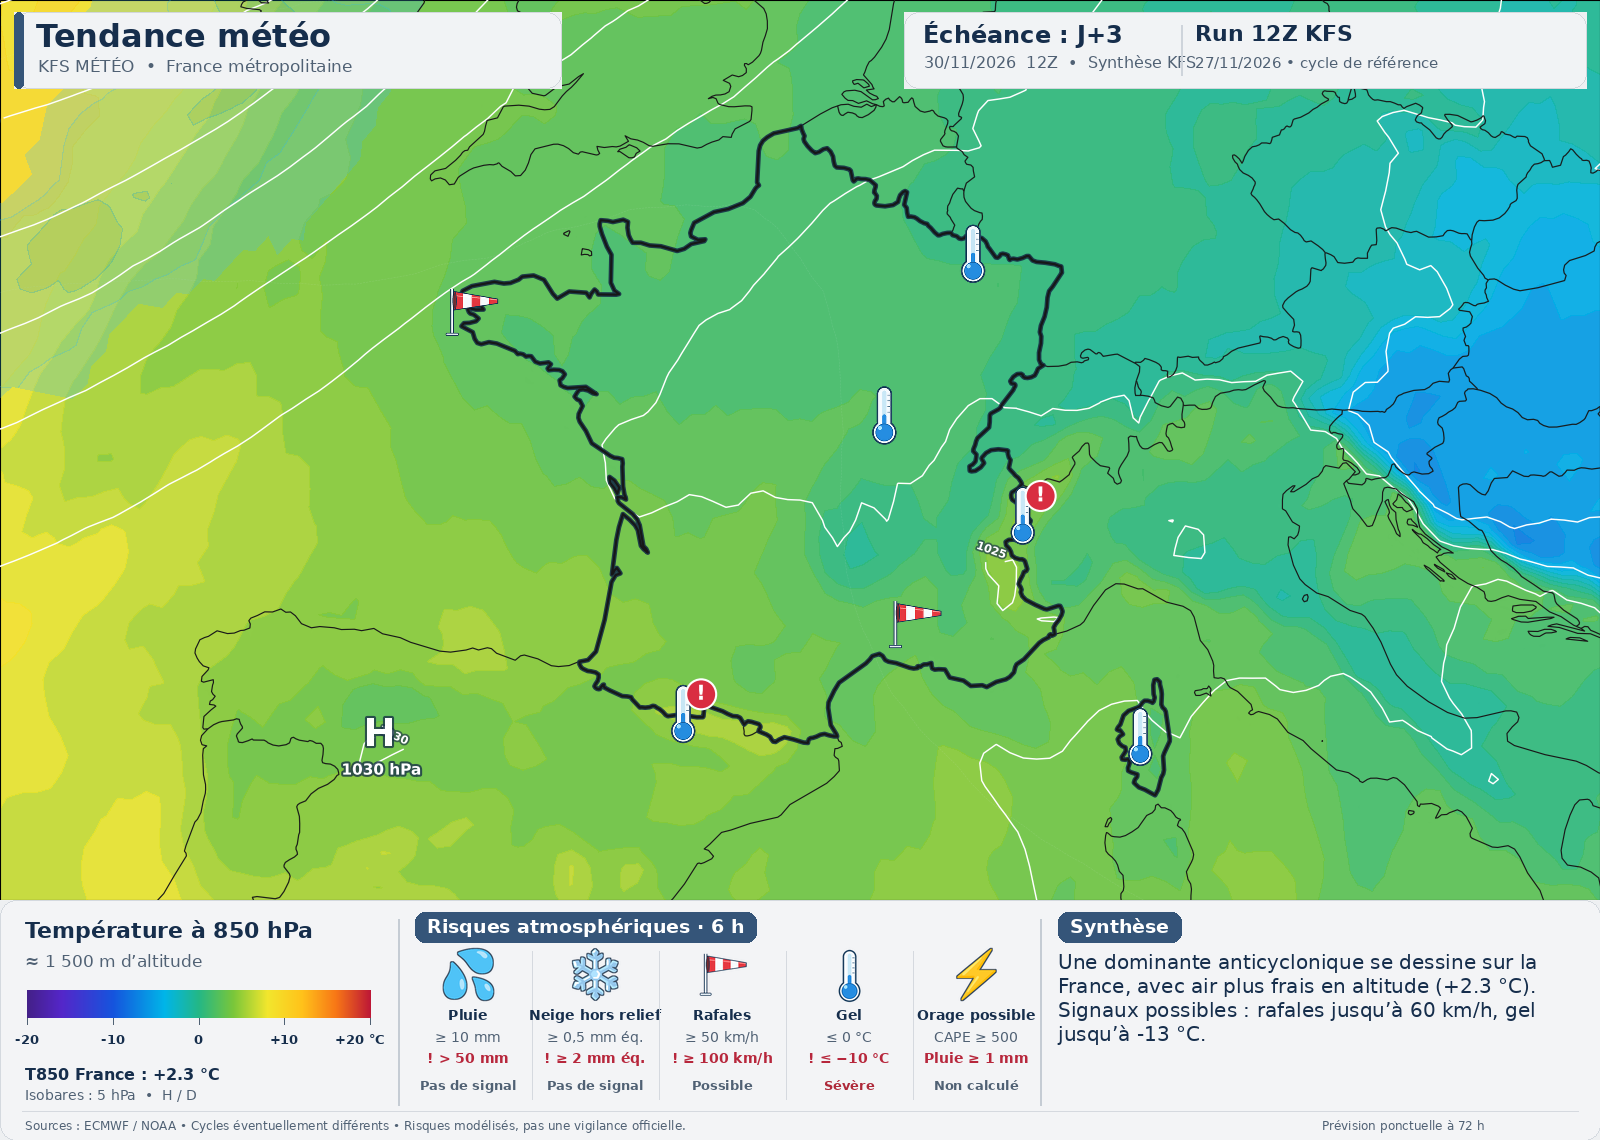 Tendance météo
KFS MÉTÉO • France métropolitaine
Échéance : J+3
30/11/2026 12Z • Synthèse KFS
Run 12Z KFS
27/11/2026 • cycle de référence
!
1025
!
H
30
1030 hPa
Température à 850 hPa
≈ 1 500 m d’altitude
-20 -10 0 +10 +20 °C
T850 France : +2.3 °C
Isobares : 5 hPa • H / D
Risques atmosphériques · 6 h
Pluie
≥ 10 mm
! > 50 mm
Pas de signal
Neige hors relief
≥ 0,5 mm éq.
! ≥ 2 mm éq.
Pas de signal
Rafales
≥ 50 km/h
! ≥ 100 km/h
Possible
Gel
≤ 0 °C
! ≤ −10 °C
Sévère
Orage possible
CAPE ≥ 500
Pluie ≥ 1 mm
Non calculé
Synthèse
Une dominante anticyclonique se dessine sur la
France, avec air plus frais en altitude (+2.3 °C).
Signaux possibles : rafales jusqu’à 60 km/h, gel
jusqu’à -13 °C.
Sources : ECMWF / NOAA • Cycles éventuellement différents • Risques modélisés, pas une vigilance officielle.
Prévision ponctuelle à 72 h